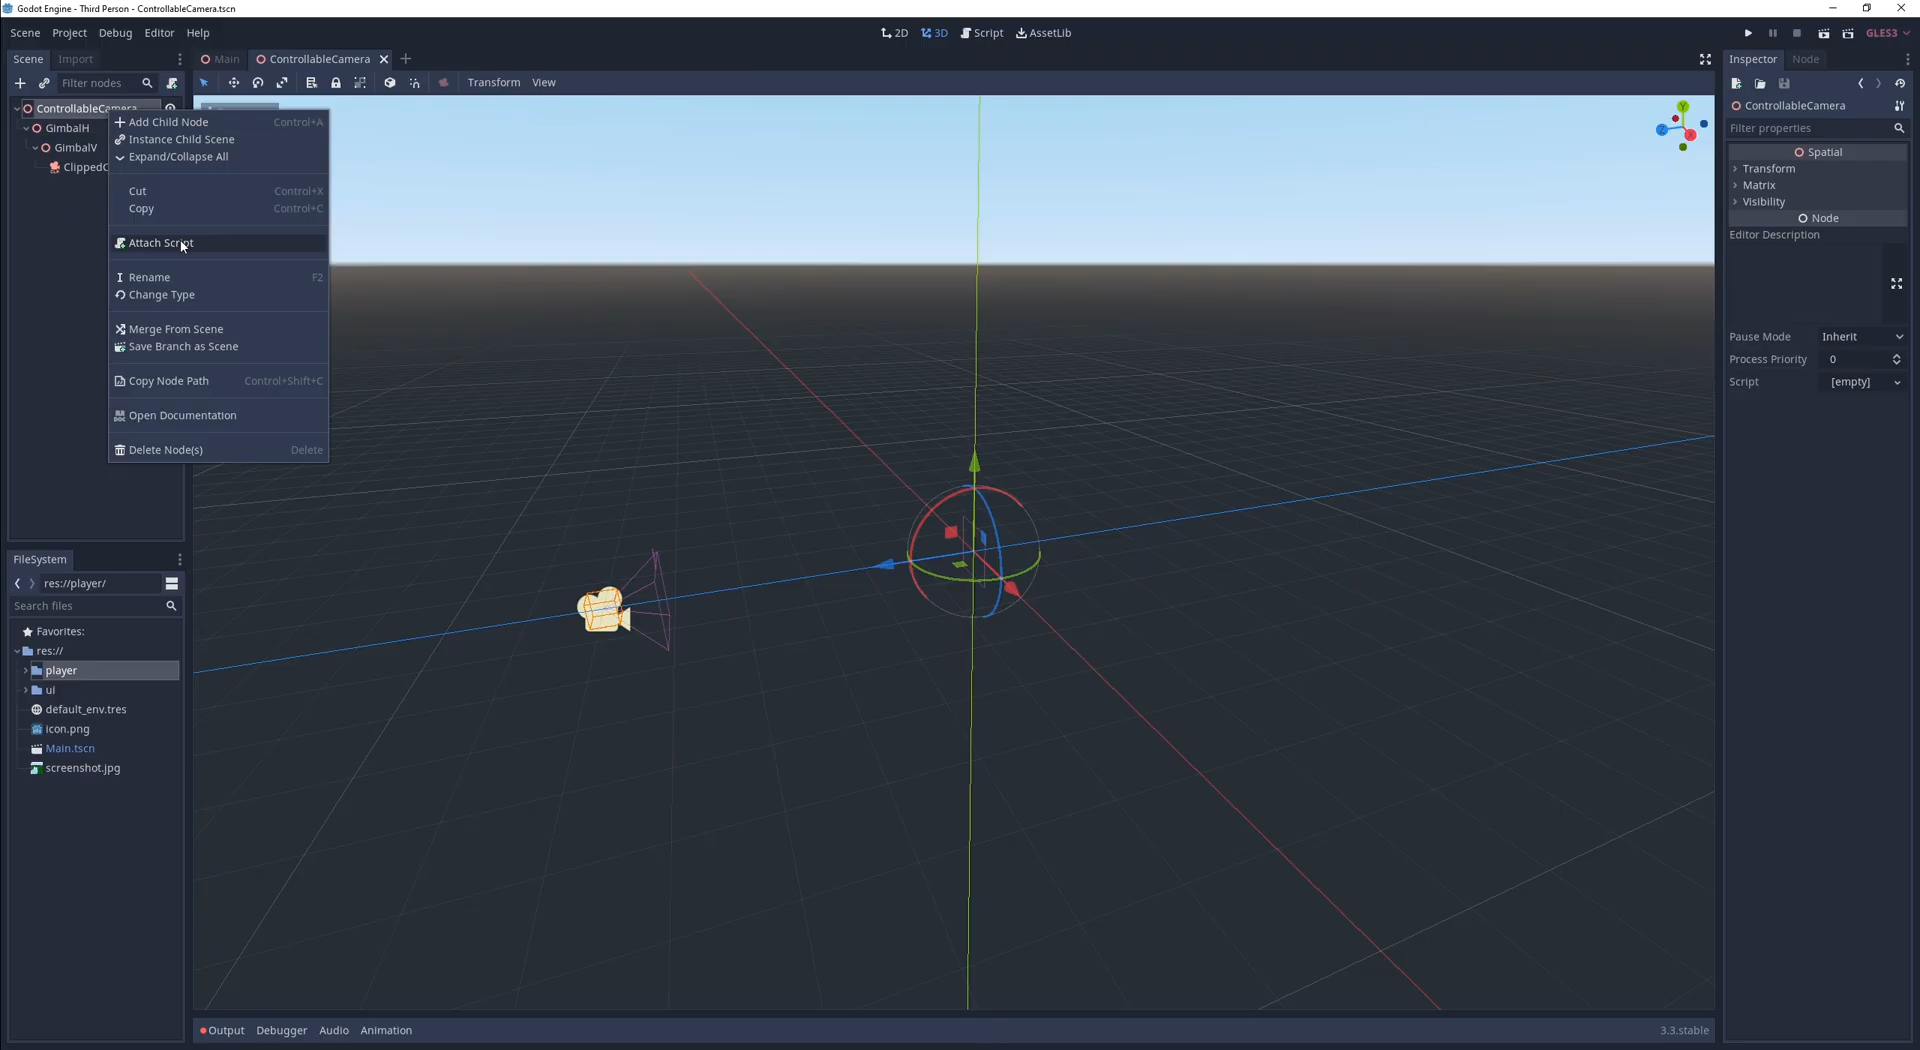 Godot Engine - Third Person - ControllableCamera.tscn
Scene Project Debug Editor Help
2D 3D Script AssetLib
GLES3
Scene Import
Main ControllableCamera
Inspector Node
Filter nodes
Transform View
ControllableCamera
GimbalH
GimbalV
ClippedC
Add Child Node Control+A
Instance Child Scene
Expand/Collapse All
Cut Control+X
Copy Control+C
Attach Script
Rename F2
Change Type
Merge From Scene
Save Branch as Scene
Copy Node Path Control+Shift+C
Open Documentation
Delete Node(s) Delete
Y
Z
X
ControllableCamera
Filter properties
Spatial
Transform
Matrix
Visibility
Node
Editor Description
Pause Mode Inherit
Process Priority 0
Script [empty]
FileSystem
res://player/
Search files
Favorites:
res://
player
ui
default_env.tres
icon.png
Main.tscn
screenshot.jpg
Output Debugger Audio Animation
3.3.stable